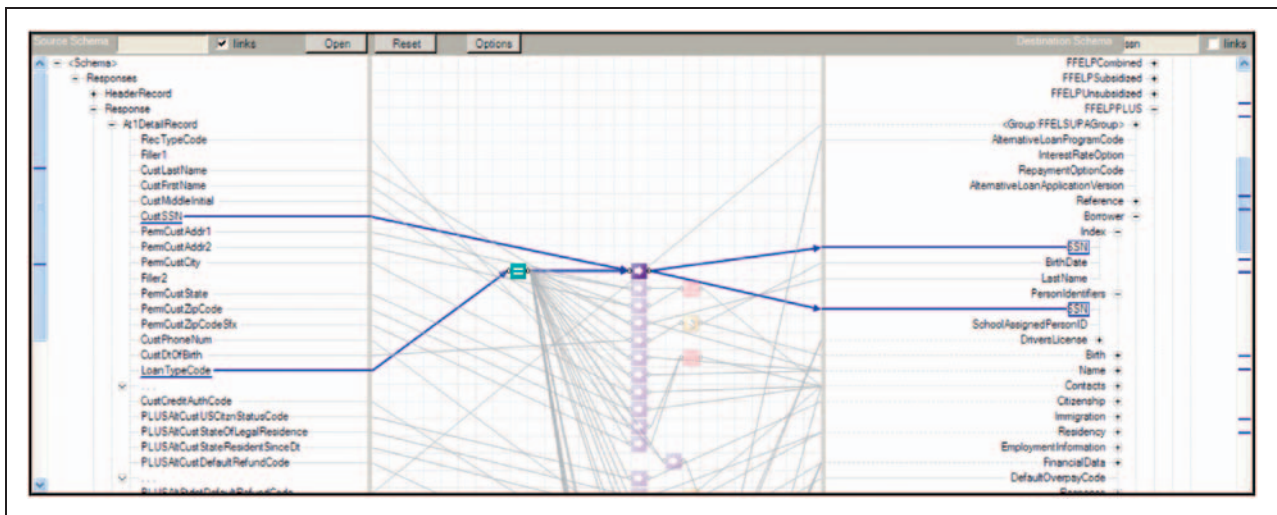 Source Schema links Open Reset Options Destination Schema ssn links
<Schema>
Responses
HeaderRecord
Response
At1DetailRecord
RecTypeCode
Filler1
CustLastName
CustFirstName
CustMiddleInitial
CustSSN
PermCustAddr1
PermCustAddr2
PermCustCity
Filler2
PermCustState
PermCustZipCode
PermCustZipCodeSfx
CustPhoneNum
CustDtOfBirth
LoanTypeCode
. . .
CustCreditAuthCode
PLUSAltCustUSCitznStatusCode
PLUSAltCustStateOfLegalResidence
PLUSAltCustStateResidentSinceDt
PLUSAltCustDefaultRefundCode
. . .
FFELPCombined
FFELPSubsidized
FFELPUnsubsidized
FFELPPLUS
<Group:FFELSUPAGroup>
AlternativeLoanProgramCode
InterestRateOption
RepaymentOptionCode
AlternativeLoanApplicationVersion
Reference
Borrower
Index
SSN
BirthDate
LastName
PersonIdentifiers
SSN
SchoolAssignedPersonID
DriversLicense
Birth
Name
Contacts
Citizenship
Immigration
Residency
EmploymentInformation
FinancialData
DefaultOverpayCode